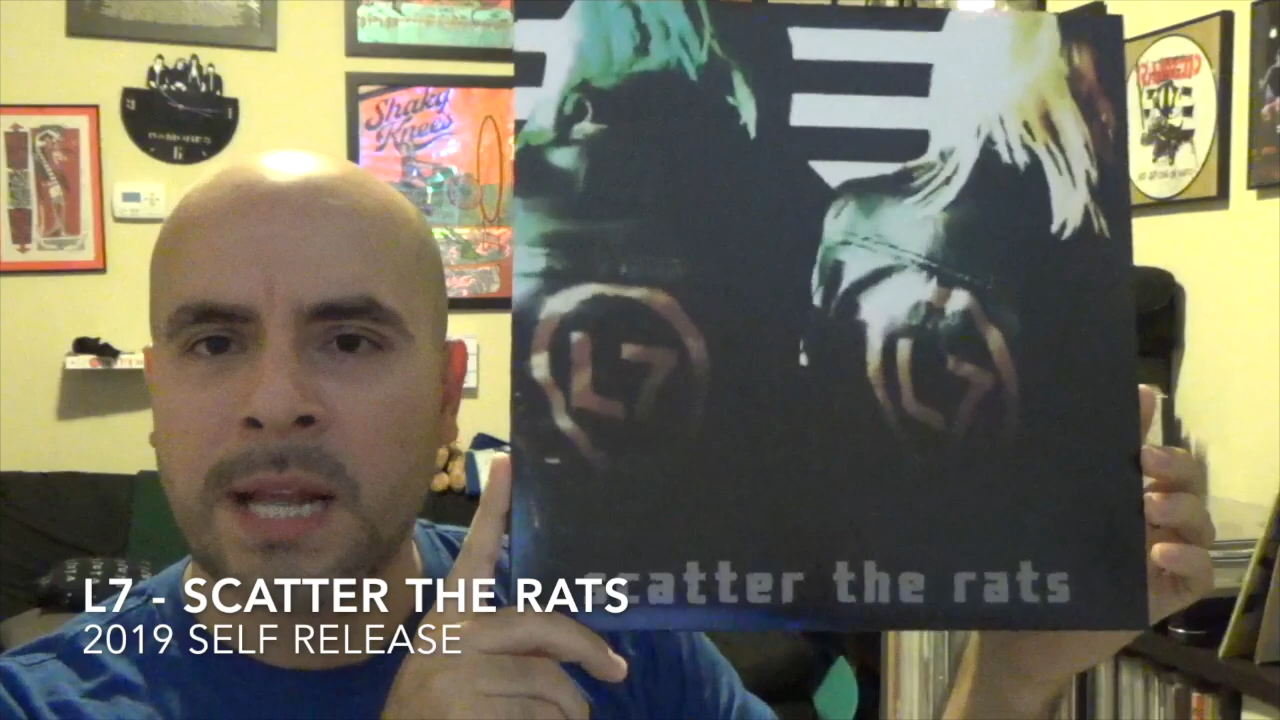 Shaky
Knees
L7
L7
scatter the rats
L7 - SCATTER THE RATS
2019 SELF RELEASE